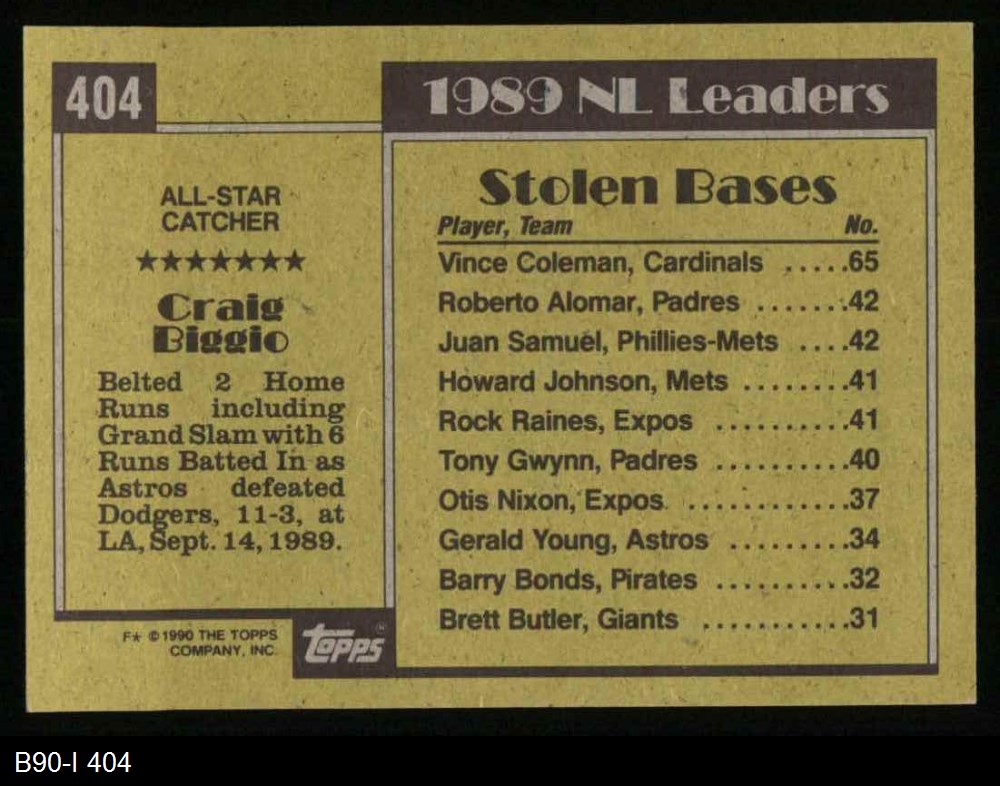 404
ALL-STAR
CATCHER
★★★★★★★
Craig
Biggio
Belted 2 Home
Runs including
Grand Slam with 6
Runs Batted In as
Astros defeated
Dodgers, 11-3, at
LA, Sept. 14, 1989.
F★ © 1990 THE TOPPS
COMPANY, INC.
Topps®
1989 NL Leaders
Stolen Bases
Player, Team No.
Vince Coleman, Cardinals .....65
Roberto Alomar, Padres .......42
Juan Samuel, Phillies-Mets ....42
Howard Johnson, Mets ........41
Rock Raines, Expos ..........41
Tony Gwynn, Padres ..........40
Otis Nixon, Expos ............37
Gerald Young, Astros .........34
Barry Bonds, Pirates ..........32
Brett Butler, Giants ...........31
B90-I 404